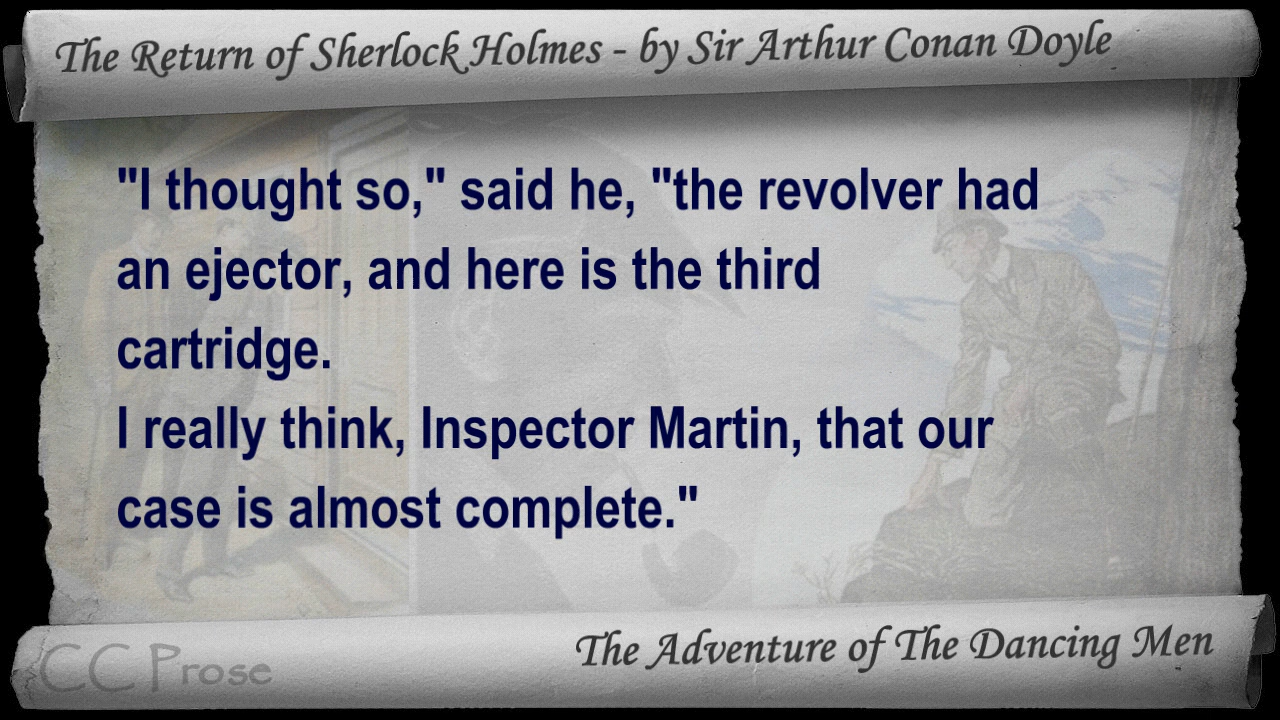 The Return of Sherlock Holmes - by Sir Arthur Conan Doyle
"I thought so," said he, "the revolver had
an ejector, and here is the third
cartridge.
I really think, Inspector Martin, that our
case is almost complete."
The Adventure of The Dancing Men
CC Prose